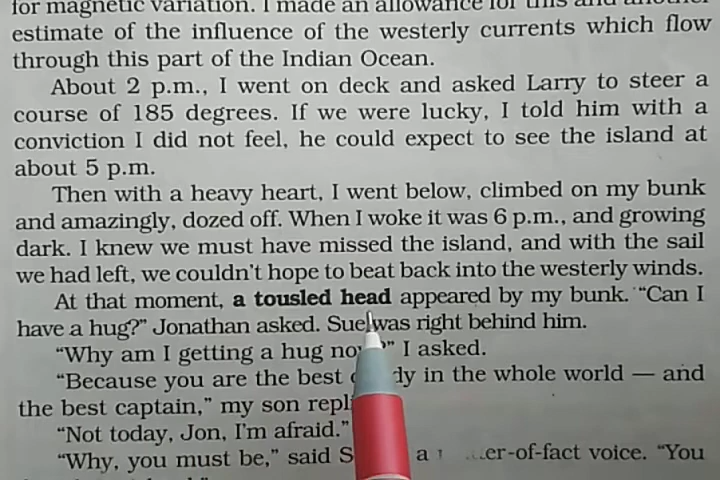 for magnetic variation. I made an allowance for this and another
estimate of the influence of the westerly currents which flow
through this part of the Indian Ocean.
About 2 p.m., I went on deck and asked Larry to steer a
course of 185 degrees. If we were lucky, I told him with a
conviction I did not feel, he could expect to see the island at
about 5 p.m.
Then with a heavy heart, I went below, climbed on my bunk
and amazingly, dozed off. When I woke it was 6 p.m., and growing
dark. I knew we must have missed the island, and with the sail
we had left, we couldn't hope to beat back into the westerly winds.
At that moment, a tousled head appeared by my bunk. "Can I
have a hug?" Jonathan asked. Sue was right behind him.
"Why am I getting a hug now?" I asked.
"Because you are the best in the whole world — and
the best captain," my son
"Not today, Jon, I'm afraid."
"Why, you must be," said a voice. "You